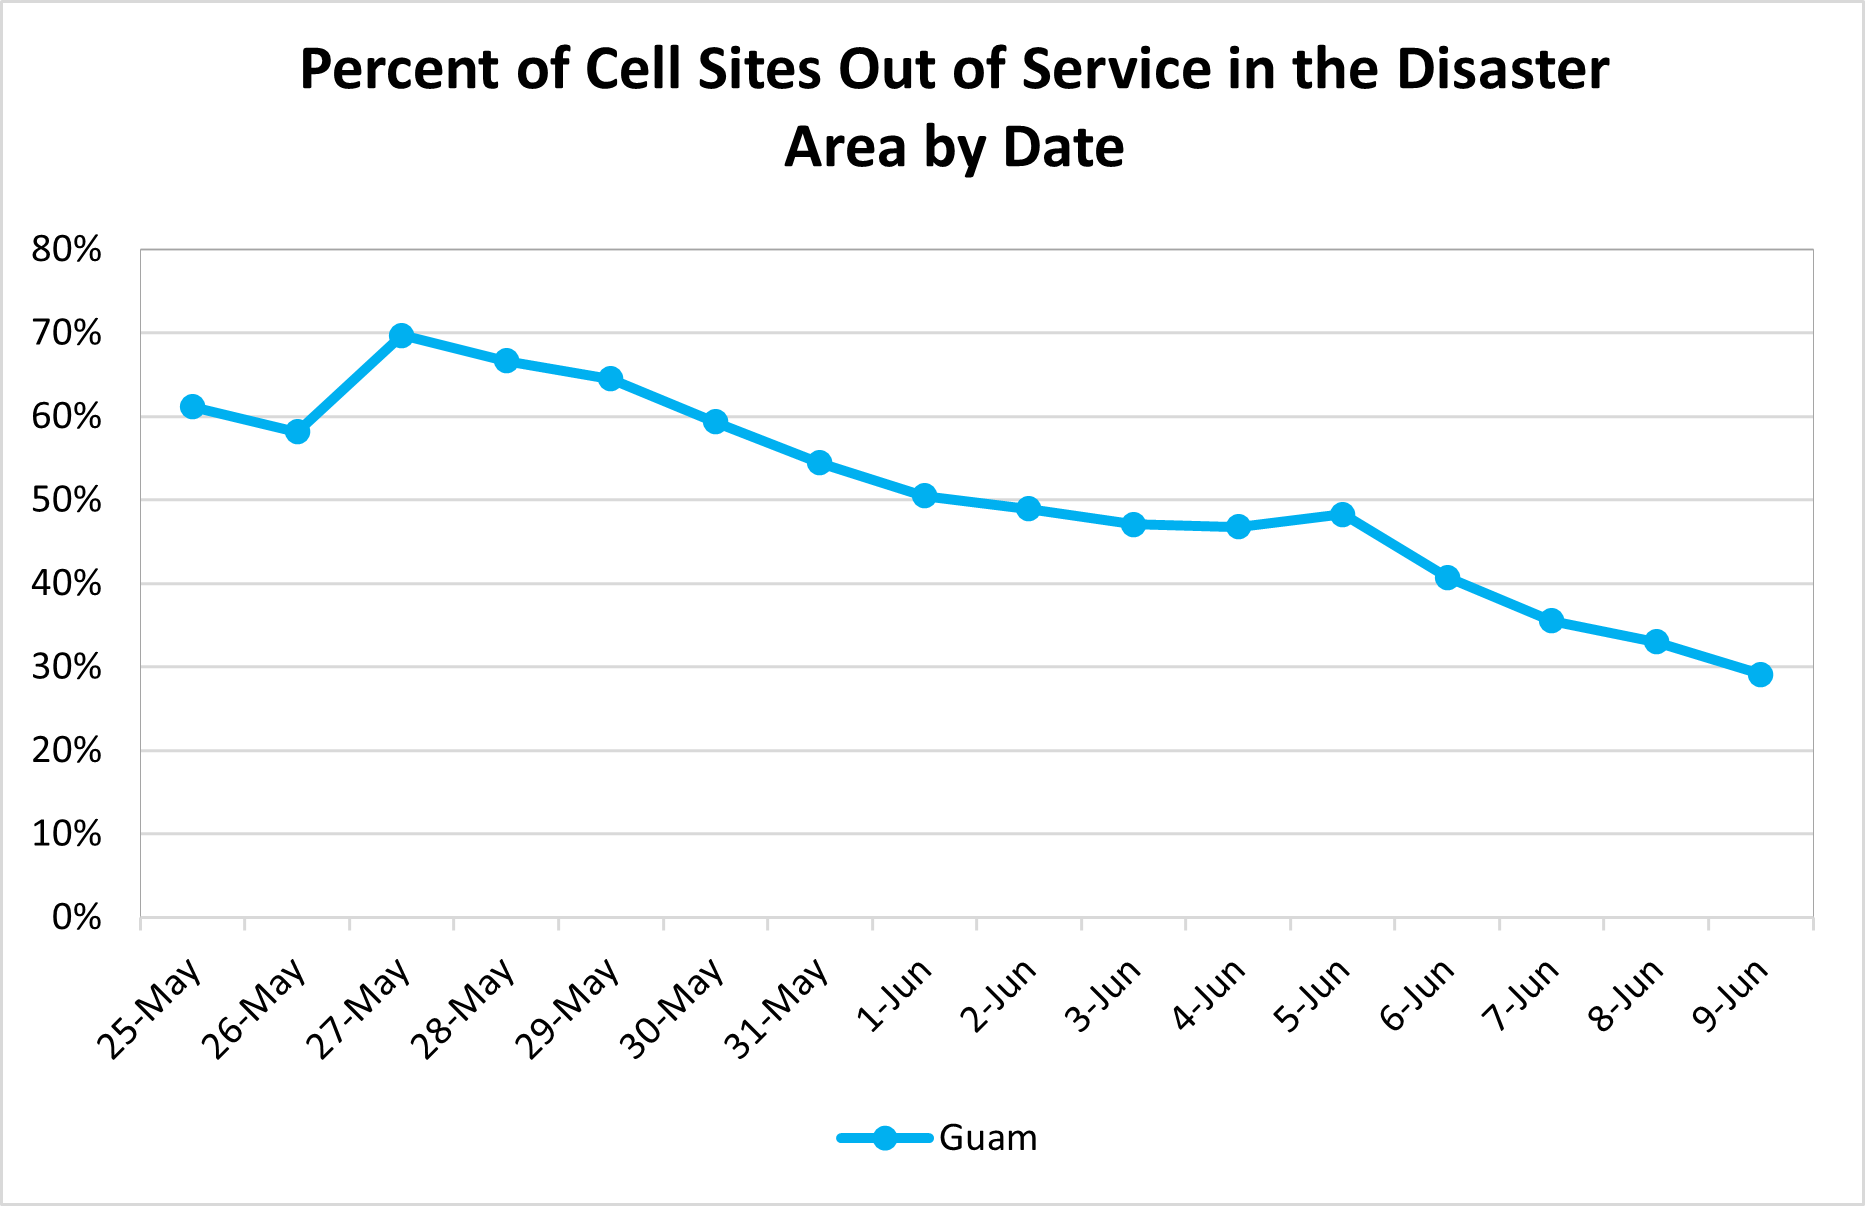 Percent of Cell Sites Out of Service in the Disaster
Area by Date
80%
70%
60%
50%
40%
30%
20%
10%
0%
25-May
26-May
27-May
28-May
29-May
30-May
31-May
1-Jun
2-Jun
3-Jun
4-Jun
5-Jun
6-Jun
7-Jun
8-Jun
9-Jun
Guam